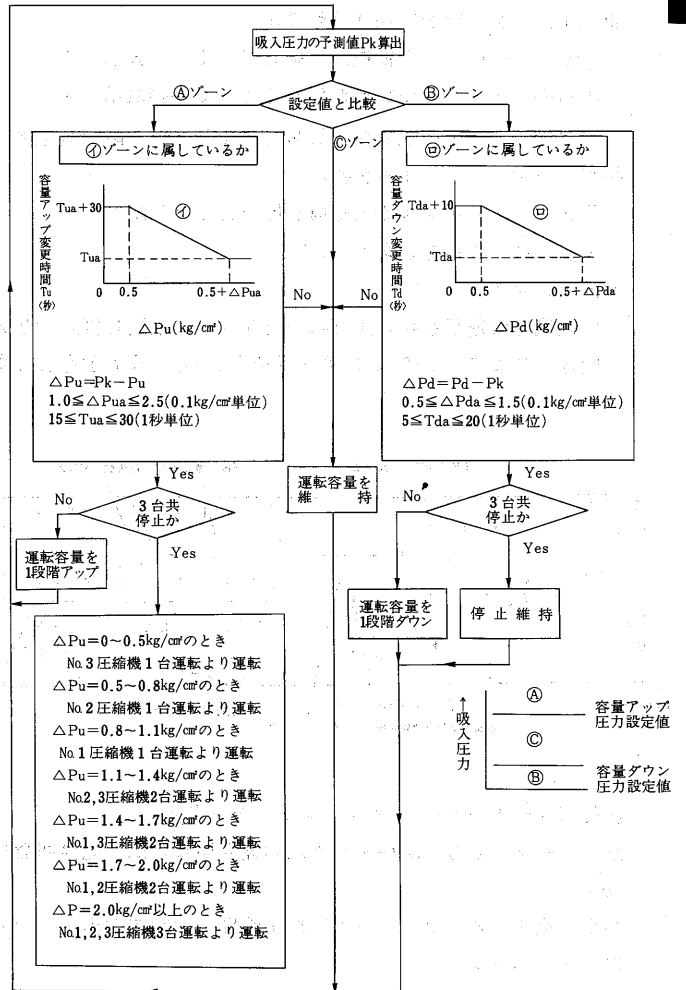 吸入圧力の予測値Pk算出
Ⓐゾーン
設定値と比較
Ⓑゾーン
Ⓒゾーン
㋑ゾーンに属しているか
容量アップ変更時間Tu〈秒〉
Tua+30
Tua
㋑
0 0.5 0.5+△Pua
△Pu(kg/c㎡)
△Pu=Pk−Pu
1.0≦△Pua≦2.5(0.1kg/c㎡単位)
15≦Tua≦30(1秒単位)
No
No
㋺ゾーンに属しているか
容量ダウン変更時間Td〈秒〉
Tda+10
Tda
㋺
0 0.5 0.5+△Pda
△Pd(kg/c㎡)
△Pd=Pd−Pk
0.5≦△Pda≦1.5(0.1kg/c㎡単位)
5≦Tda≦20(1秒単位)
Yes
No
3台共
停止か
運転容量を
1段階アップ
Yes
運転容量を
維持
Yes
No
3台共
停止か
Yes
運転容量を
1段階ダウン
停止維持
△Pu=0~0.5kg/c㎡のとき
No.3圧縮機1台運転より運転
△Pu=0.5~0.8kg/c㎡のとき
No.2圧縮機1台運転より運転
△Pu=0.8~1.1kg/c㎡のとき
No.1圧縮機1台運転より運転
△Pu=1.1~1.4kg/c㎡のとき
No.2,3圧縮機2台運転より運転
△Pu=1.4~1.7kg/c㎡のとき
No.1,3圧縮機2台運転より運転
△Pu=1.7~2.0kg/c㎡のとき
No.1,2圧縮機2台運転より運転
△P=2.0kg/c㎡以上のとき
No.1,2,3圧縮機3台運転より運転
↑吸入圧力
Ⓐ
容量アップ
圧力設定値
Ⓒ
容量ダウン
圧力設定値
Ⓑ